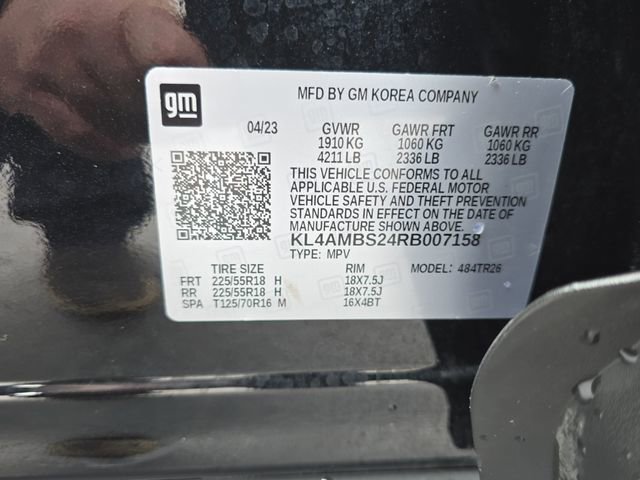 gm
MFD BY GM KOREA COMPANY
04/23 GVWR GAWR FRT GAWR RR
1910 KG 1060 KG 1060 KG
4211 LB 2336 LB 2336 LB
THIS VEHICLE CONFORMS TO ALL
APPLICABLE U.S. FEDERAL MOTOR
VEHICLE SAFETY AND THEFT PREVENTION
STANDARDS IN EFFECT ON THE DATE OF
MANUFACTURE SHOWN ABOVE.
KL4AMBS24RB007158
TYPE: MPV
TIRE SIZE RIM MODEL: 484TR26
FRT 225/55R18 H 18X7.5J
RR 225/55R18 H 18X7.5J
SPA T125/70R16 M 16X4BT